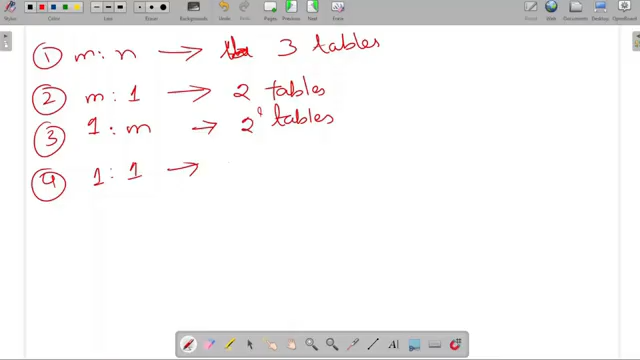 ① m : n → 3 tables
② m : 1 → 2 tables
③ 1 : m → 2 tables
④ 1 : 1 →